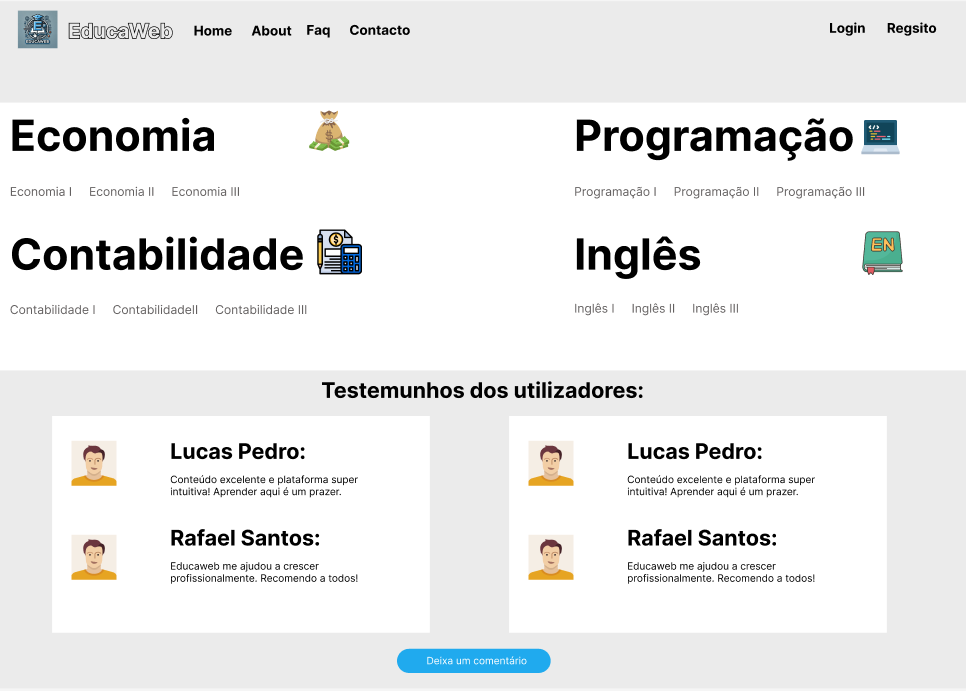 EDUCAWEB
EducaWeb Home About Faq Contacto Login Regsito
Economia
Programação
Economia I Economia II Economia III
Programação I Programação II Programação III
Contabilidade
Inglês
EN
Contabilidade I ContabilidadeII Contabilidade III
Inglês I Inglês II Inglês III
Testemunhos dos utilizadores:
Lucas Pedro:
Conteúdo excelente e plataforma super
intuitiva! Aprender aqui é um prazer.
Rafael Santos:
Educaweb me ajudou a crescer
profissionalmente. Recomendo a todos!
Lucas Pedro:
Conteúdo excelente e plataforma super
intuitiva! Aprender aqui é um prazer.
Rafael Santos:
Educaweb me ajudou a crescer
profissionalmente. Recomendo a todos!
Deixa um comentário